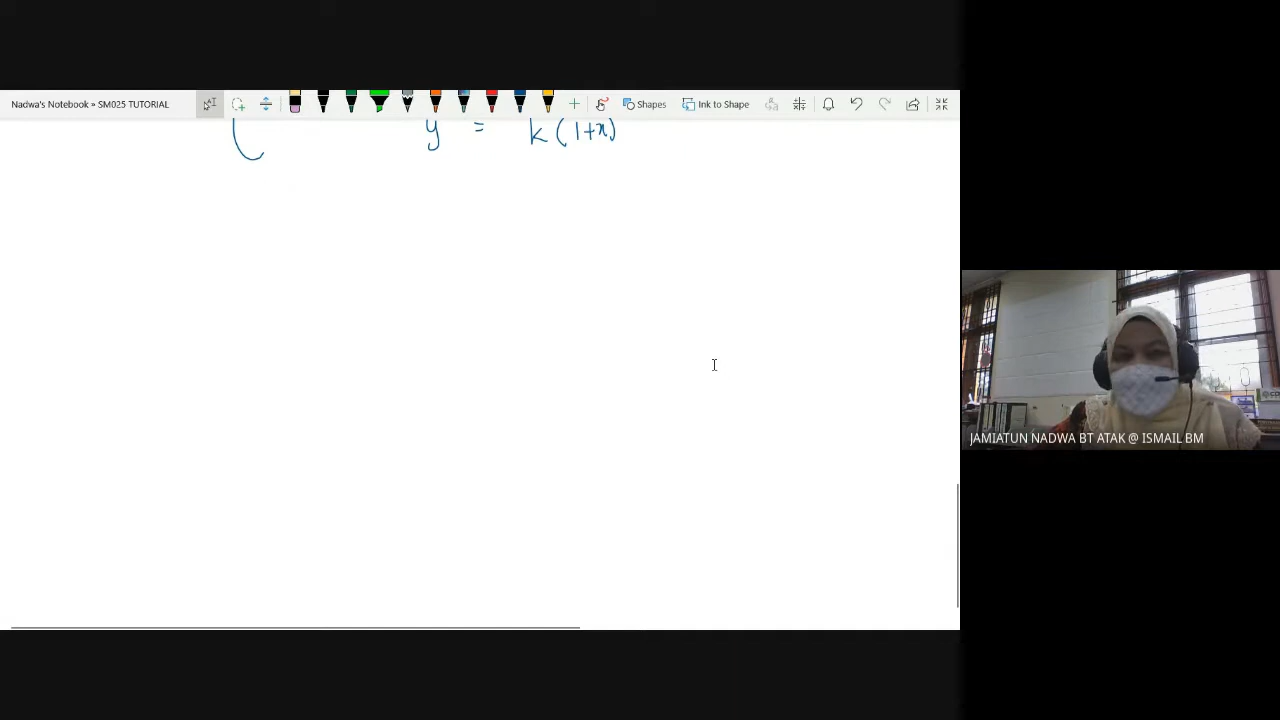 Nadwa's Notebook » SM025 TUTORIAL
Shapes
Ink to Shape
y = k(1+x)
JAMIATUN NADWA BT ATAK @ ISMAIL BM